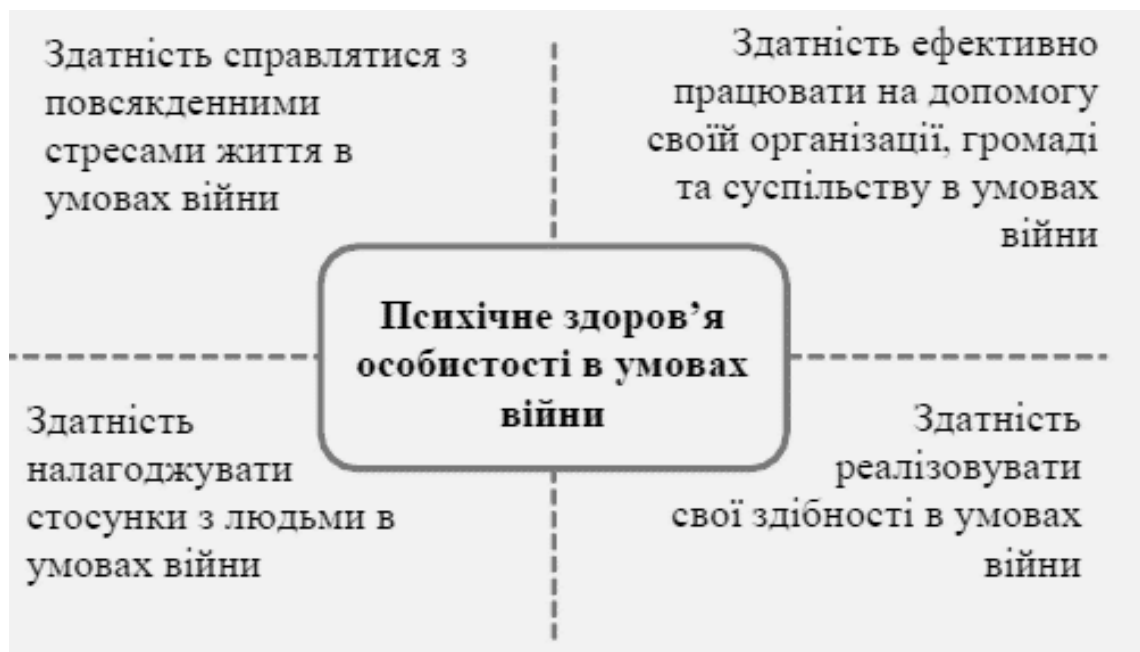 Здатність справлятися з
повсякденними
стресами життя в
умовах війни
Здатність ефективно
працювати на допомогу
своїй організації, громаді
та суспільству в умовах
війни
Психічне здоров’я
особистості в умовах
війни
Здатність
налагоджувати
стосунки з людьми в
умовах війни
Здатність
реалізовувати
свої здібності в умовах
війни